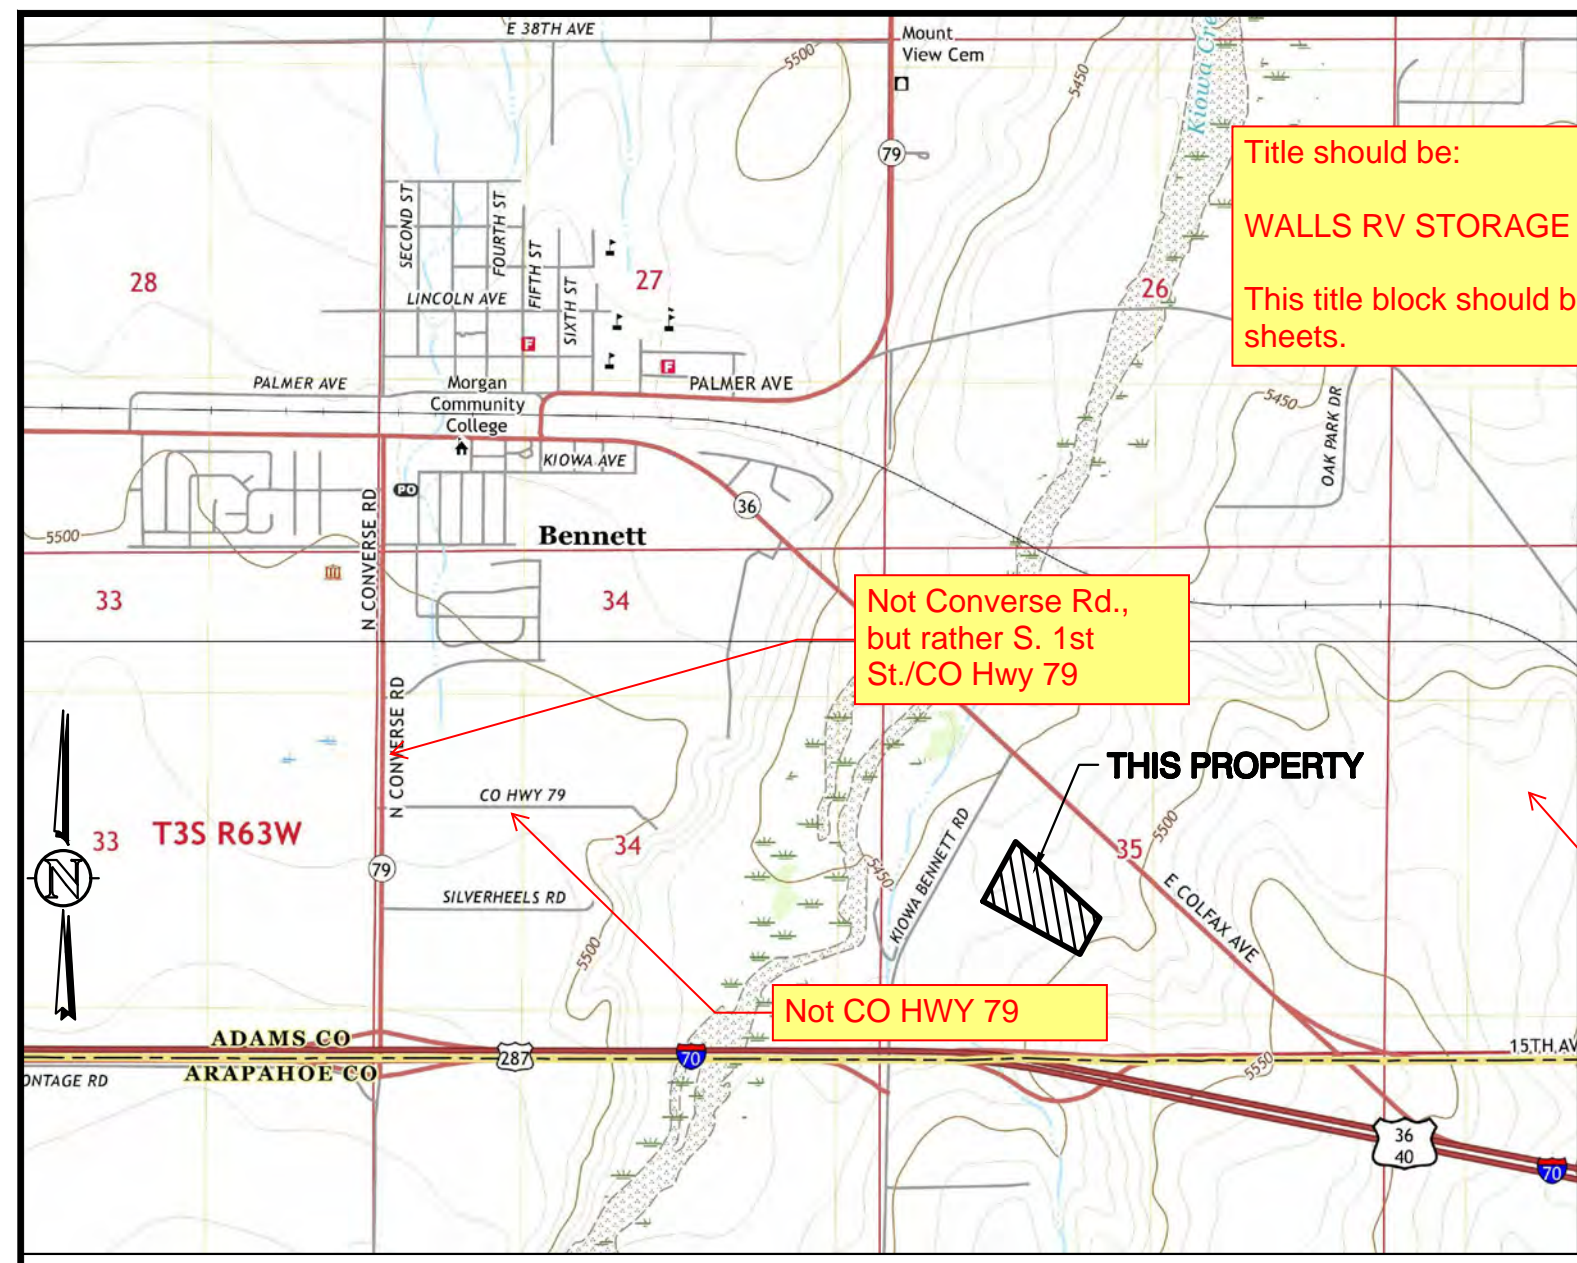 E 38TH AVE
Mount
View Cem
5500
5450
Kiowa Cre
79
Title should be:
WALLS RV STORAGE
This title block should b
sheets.
SECOND ST
FOURTH ST
FIFTH ST
SIXTH ST
28
27
26
LINCOLN AVE
F
F
PALMER AVE
Morgan
Community
College
PALMER AVE
5450
OAK PARK DR
KIOWA AVE
PO
36
5500
Bennett
N CONVERSE RD
33
34
Not Converse Rd.,
but rather S. 1st
St./CO Hwy 79
N CONVERSE RD
THIS PROPERTY
CO HWY 79
33
T3S R63W
34
35
5500
N
79
5450
KIOWA BENNETT RD
E COLFAX AVE
SILVERHEELS RD
5500
Not CO HWY 79
ADAMS CO
287
70
15TH AV
ONTAGE RD
ARAPAHOE CO
5550
36
40
70